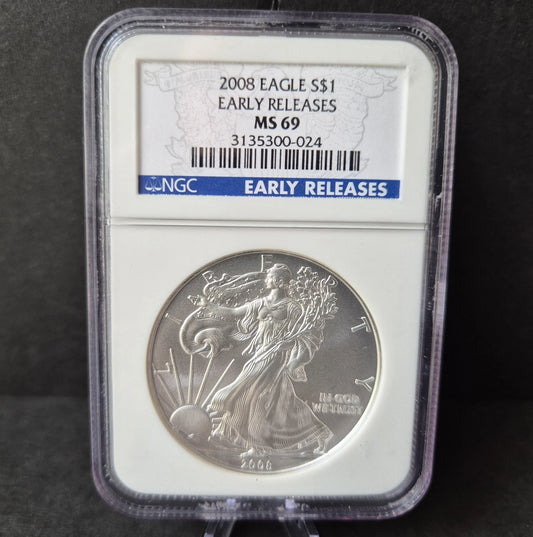 2008 EAGLE S$1
EARLY RELEASES
MS 69
3135300-024
NGC EARLY RELEASES
LIBERTY
IN GOD
WE TRUST
2008